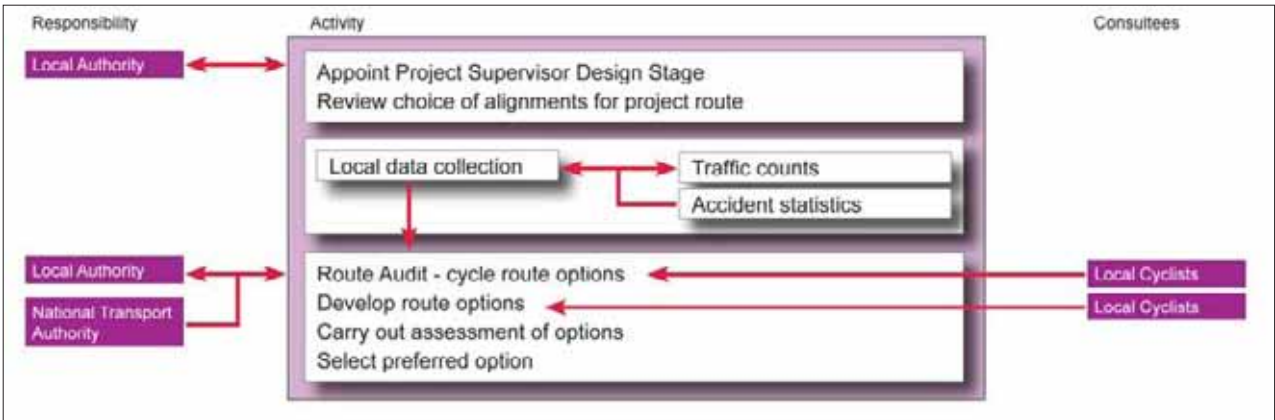 Responsibility
Activity
Consultees
Local Authority
Appoint Project Supervisor Design Stage
Review choice of alignments for project route
Local data collection
Traffic counts
Accident statistics
Local Authority
National Transport
Authority
Route Audit - cycle route options
Develop route options
Carry out assessment of options
Select preferred option
Local Cyclists
Local Cyclists